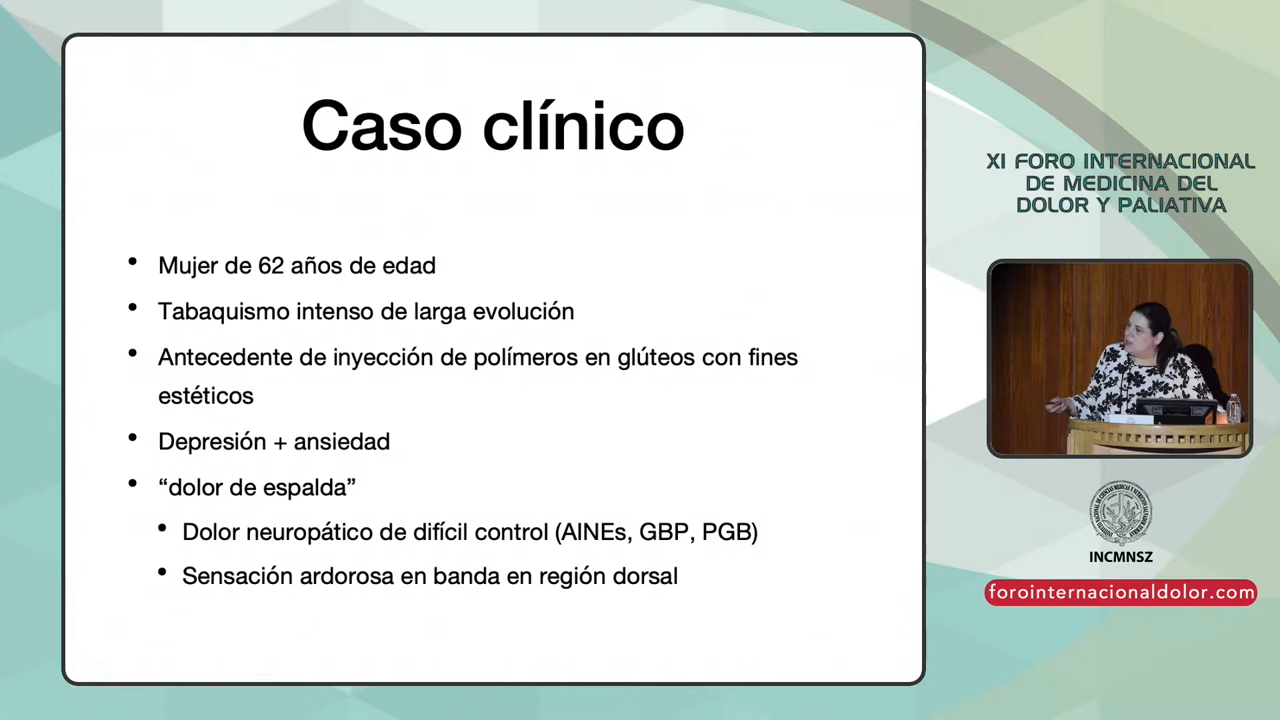 Caso clínico
• Mujer de 62 años de edad
• Tabaquismo intenso de larga evolución
• Antecedente de inyección de polímeros en glúteos con fines
estéticos
• Depresión + ansiedad
• “dolor de espalda”
• Dolor neuropático de difícil control (AINEs, GBP, PGB)
• Sensación ardorosa en banda en región dorsal
XI FORO INTERNACIONAL
DE MEDICINA DEL
DOLOR Y PALIATIVA
INCMNSZ
forointernacionaldolor.com